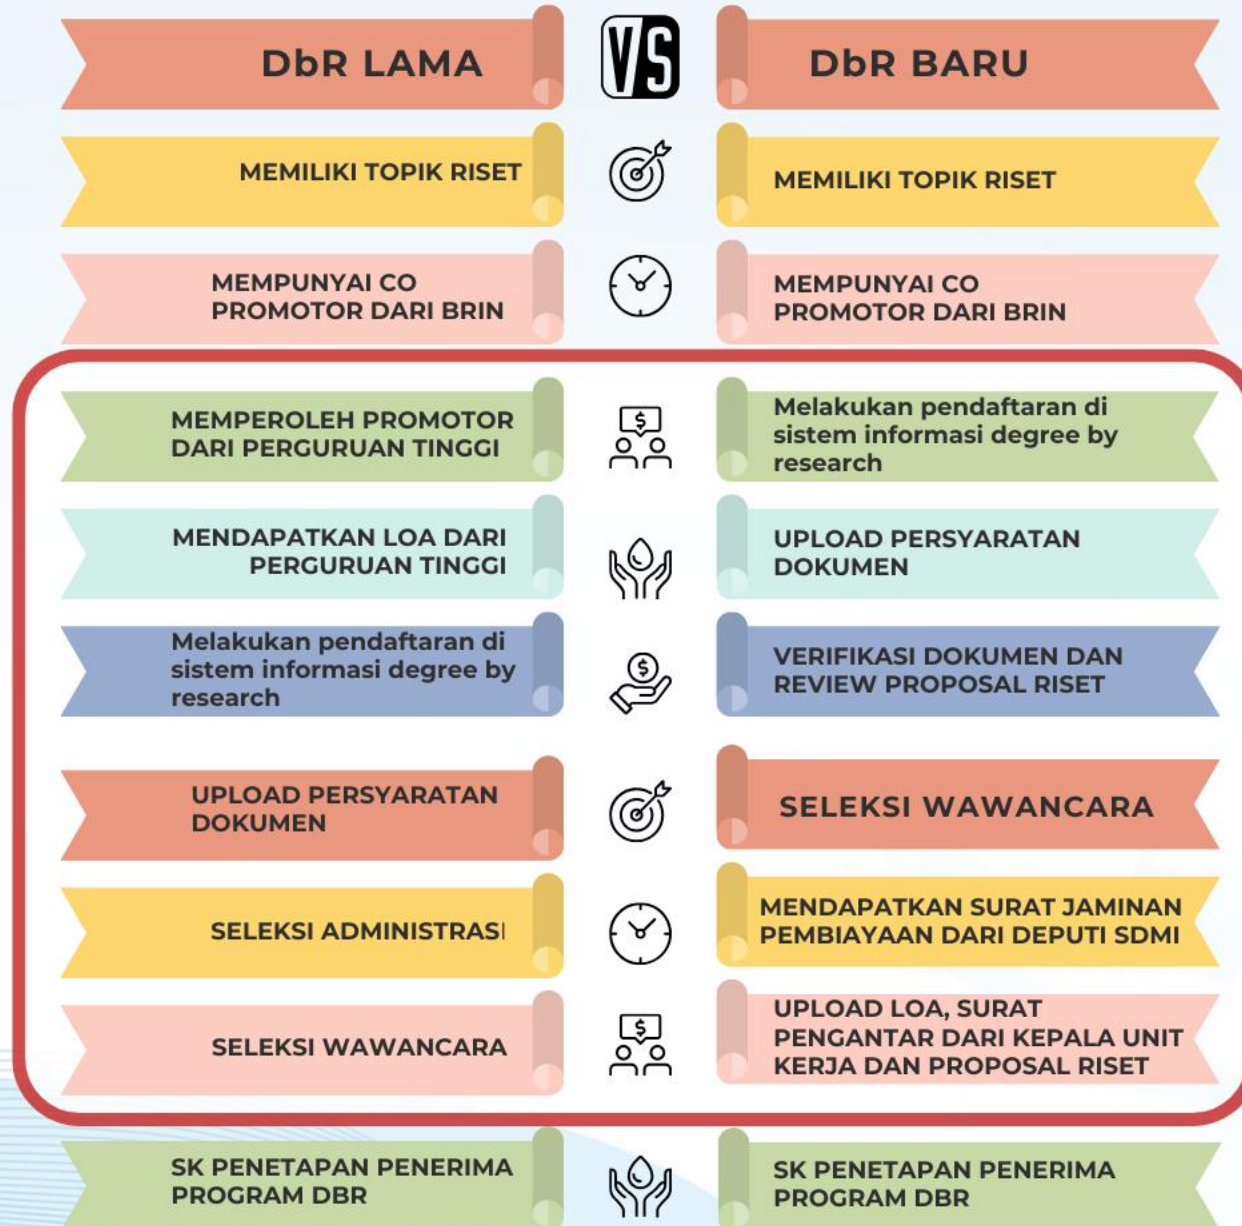 DbR LAMA
VS
DbR BARU
MEMILIKI TOPIK RISET
MEMILIKI TOPIK RISET
MEMPUNYAI CO
PROMOTOR DARI BRIN
MEMPUNYAI CO
PROMOTOR DARI BRIN
MEMPEROLEH PROMOTOR
DARI PERGURUAN TINGGI
$
Melakukan pendaftaran di
sistem informasi degree by
research
MENDAPATKAN LOA DARI
PERGURUAN TINGGI
UPLOAD PERSYARATAN
DOKUMEN
Melakukan pendaftaran di
sistem informasi degree by
research
$
VERIFIKASI DOKUMEN DAN
REVIEW PROPOSAL RISET
UPLOAD PERSYARATAN
DOKUMEN
SELEKSI WAWANCARA
SELEKSI ADMINISTRASI
MENDAPATKAN SURAT JAMINAN
PEMBIAYAAN DARI DEPUTI SDMI
SELEKSI WAWANCARA
$
UPLOAD LOA, SURAT
PENGANTAR DARI KEPALA UNIT
KERJA DAN PROPOSAL RISET
SK PENETAPAN PENERIMA
PROGRAM DBR
SK PENETAPAN PENERIMA
PROGRAM DBR